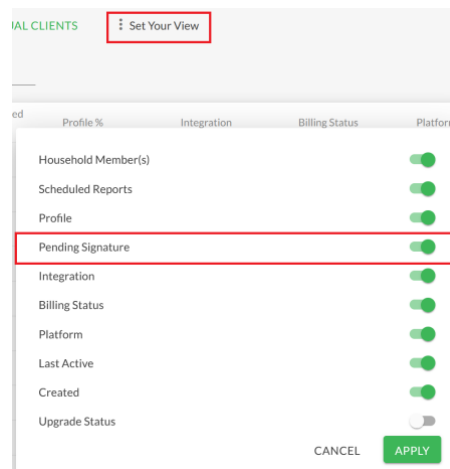 UAL CLIENTS Set Your View
ed Profile % Integration Billing Status Platfor
Household Member(s)
Scheduled Reports
Profile
Pending Signature
Integration
Billing Status
Platform
Last Active
Created
Upgrade Status
CANCEL APPLY